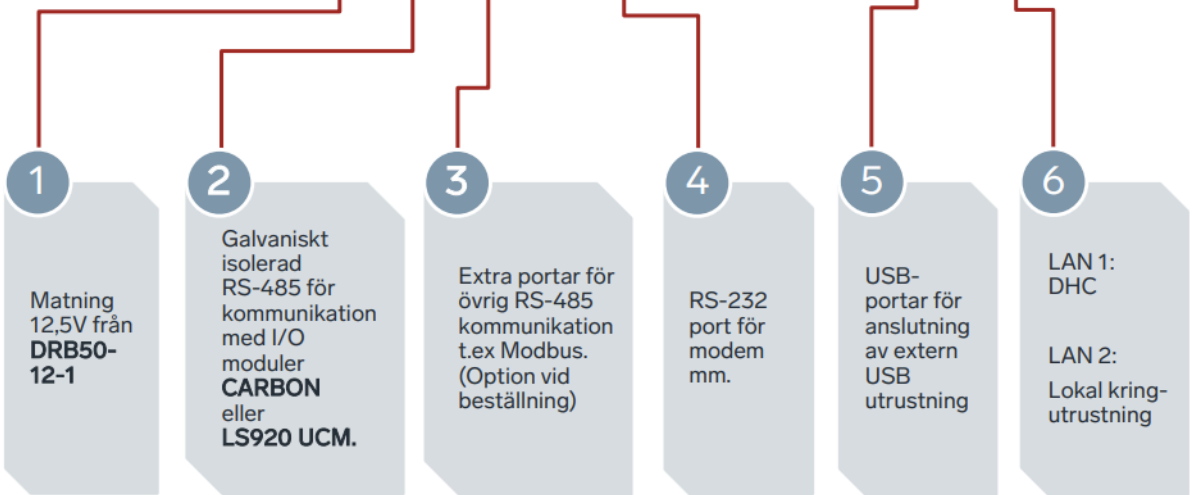 1
Matning
12,5V från
DRB50-
12-1
2
Galvaniskt
isolerad
RS-485 för
kommunikation
med I/O
moduler
CARBON
eller
LS920 UCM.
3
Extra portar för
övrig RS-485
kommunikation
t.ex Modbus.
(Option vid
beställning)
4
RS-232
port för
modem
mm.
5
USB-
portar för
anslutning
av extern
USB
utrustning
6
LAN 1:
DHC
LAN 2:
Lokal kring-
utrustning